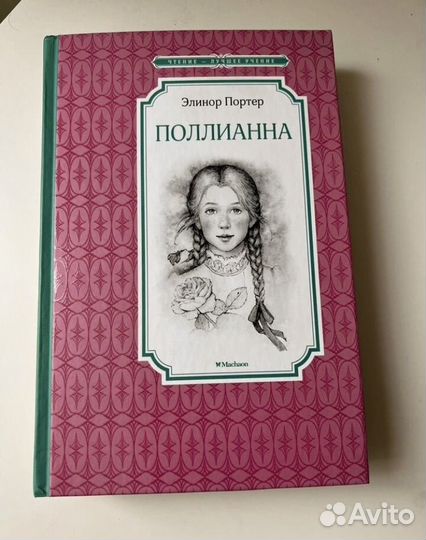 ЧТЕНИЕ – ЛУЧШЕЕ УЧЕНИЕ
Элинор Портер
ПОЛЛИАННА
Machaon
Avito